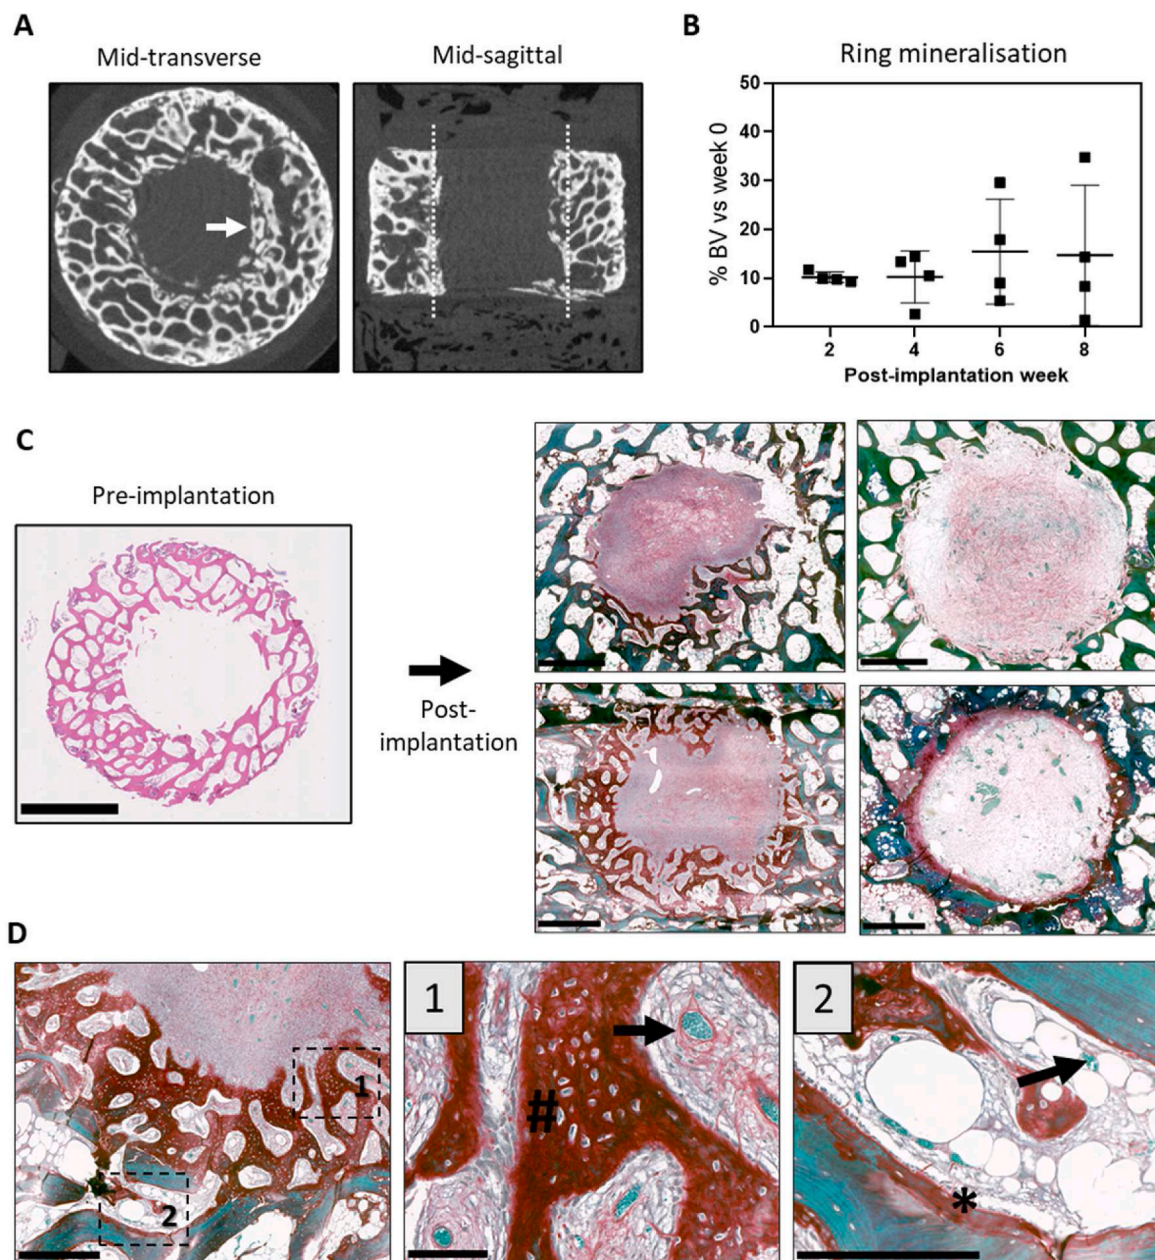 A
Mid-transverse
Mid-sagittal
B
Ring mineralisation
% BV vs week 0
50
40
30
20
10
0
2 4 6 8
Post-implantation week
C
Pre-implantation
Post-
implantation
D
1
2
1
#
2
*